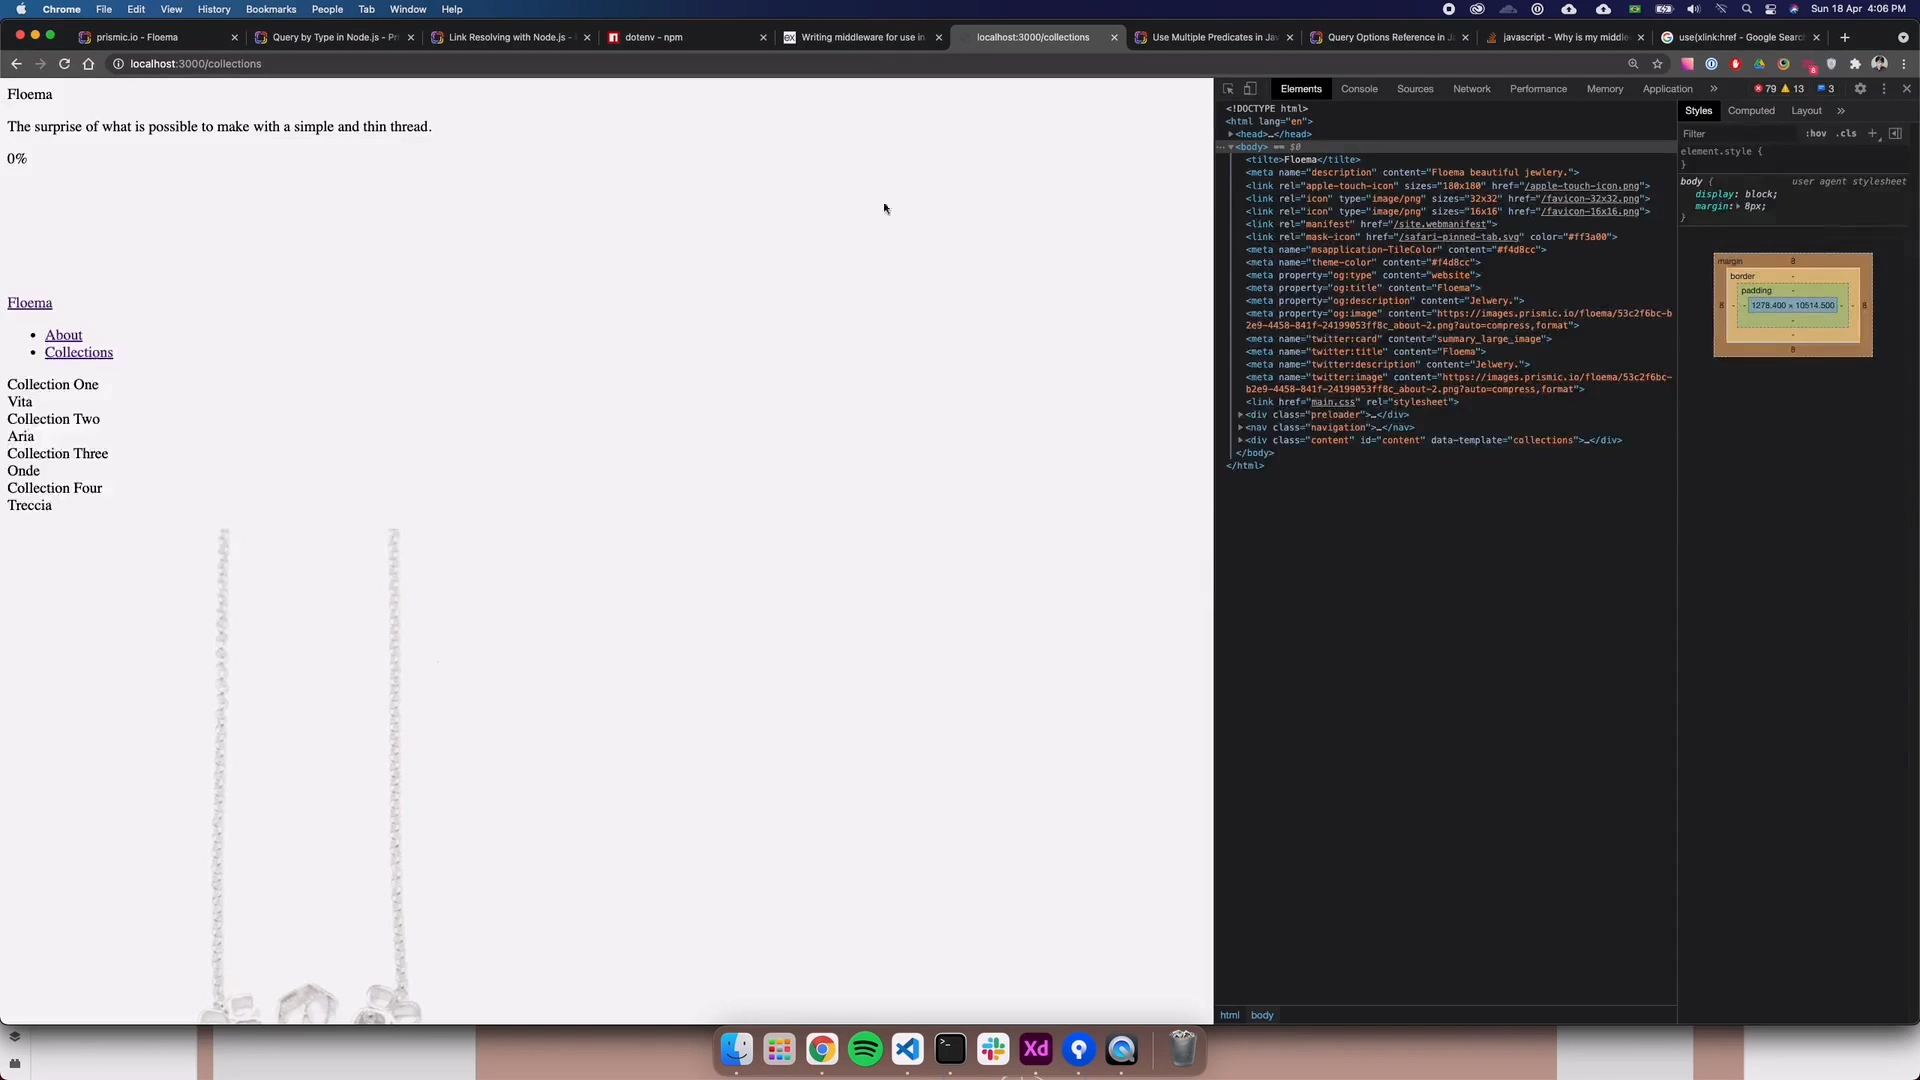 Chrome File Edit View History Bookmarks People Tab Window Help Sun 18 Apr 4:06 PM
prismic.io - Floema
Query by Type in Node.js - Pri
Link Resolving with Node.js -
dotenv - npm
Writing middleware for use in
localhost:3000/collections
Use Multiple Predicates in Jav
Query Options Reference in J
javascript - Why is my middle
use(xlink:href - Google Searc
localhost:3000/collections
Floema
The surprise of what is possible to make with a simple and thin thread.
0%
Floema
About
Collections
Collection One
Vita
Collection Two
Aria
Collection Three
Onde
Collection Four
Treccia
Elements Console Sources Network Performance Memory Application » 79 13 3
<!DOCTYPE html>
<html lang="en">
<head>…</head>
<body> == $0
<tilte>Floema</tilte>
<meta name="description" content="Floema beautiful jewlery.">
<link rel="apple-touch-icon" sizes="180x180" href="/apple-touch-icon.png">
<link rel="icon" type="image/png" sizes="32x32" href="/favicon-32x32.png">
<link rel="icon" type="image/png" sizes="16x16" href="/favicon-16x16.png">
<link rel="manifest" href="/site.webmanifest">
<link rel="mask-icon" href="/safari-pinned-tab.svg" color="#ff3a00">
<meta name="msapplication-TileColor" content="#f4d8cc">
<meta name="theme-color" content="#f4d8cc">
<meta property="og:type" content="website">
<meta property="og:title" content="Floema">
<meta property="og:description" content="Jelwery.">
<meta property="og:image" content="https://images.prismic.io/floema/53c2f6bc-b
2e9-4458-841f-24199053ff8c_about-2.png?auto=compress,format">
<meta name="twitter:card" content="summary_large_image">
<meta name="twitter:title" content="Floema">
<meta name="twitter:description" content="Jelwery.">
<meta name="twitter:image" content="https://images.prismic.io/floema/53c2f6bc-
b2e9-4458-841f-24199053ff8c_about-2.png?auto=compress,format">
<link href="main.css" rel="stylesheet">
<div class="preloader">…</div>
<nav class="navigation">…</nav>
<div class="content" id="content" data-template="collections">…</div>
</body>
</html>
html body
Styles Computed Layout »
Filter :hov .cls +
element.style {
}
body { user agent stylesheet
display: block;
margin: 8px;
}
margin 8
border -
padding -
8 - - 1278.400 × 10514.500 - - 8
-
-
8
Xd